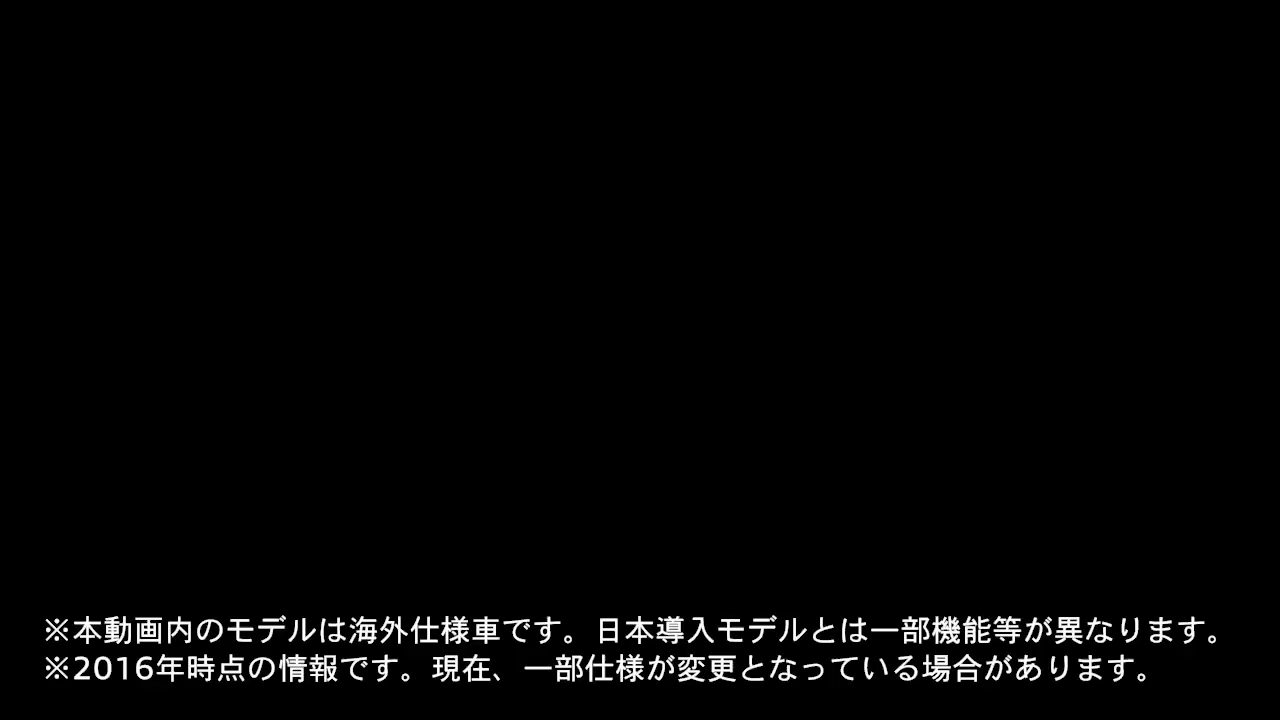 ※本動画内のモデルは海外仕様車です。日本導入モデルとは一部機能等が異なります。
※2016年時点の情報です。現在、一部仕様が変更となっている場合があります。